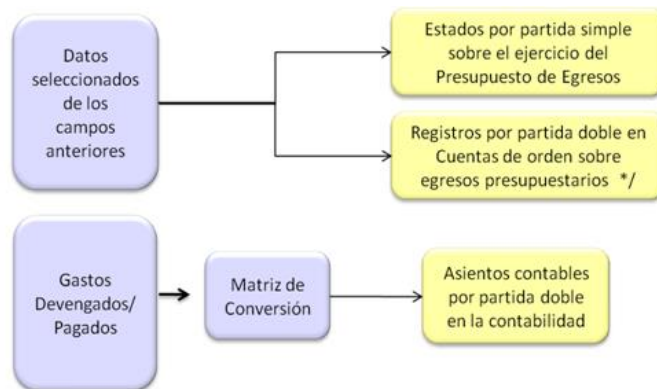 Datos
seleccionados
de los
campos
anteriores
Estados por partida simple
sobre el ejercicio del
Presupuesto de Egresos
Registros por partida doble en
Cuentas de orden sobre
egresos presupuestarios */
Gastos
Devengados/
Pagados
Matriz de
Conversión
Asientos contables
por partida doble
en la contabilidad